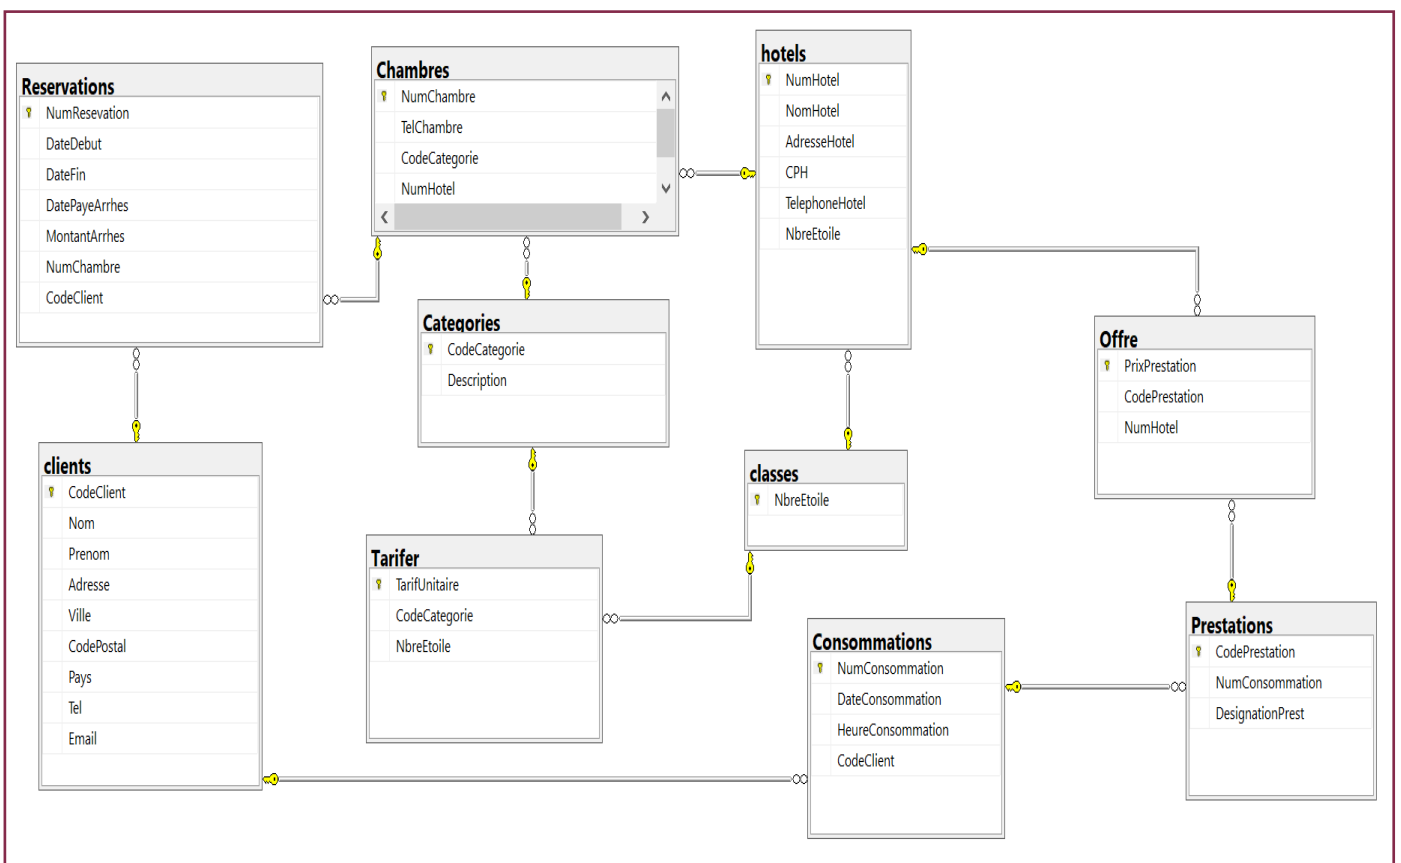 Reservations
NumResevation
DateDebut
DateFin
DatePayeArrhes
MontantArrhes
NumChambre
CodeClient
Chambres
NumChambre
TelChambre
CodeCategorie
NumHotel
hotels
NumHotel
NomHotel
AdresseHotel
CPH
TelephoneHotel
NbreEtoile
Categories
CodeCategorie
Description
Offre
PrixPrestation
CodePrestation
NumHotel
clients
CodeClient
Nom
Prenom
Adresse
Ville
CodePostal
Pays
Tel
Email
Tarifer
TarifUnitaire
CodeCategorie
NbreEtoile
classes
NbreEtoile
Consommations
NumConsommation
DateConsommation
HeureConsommation
CodeClient
Prestations
CodePrestation
NumConsommation
DesignationPrest